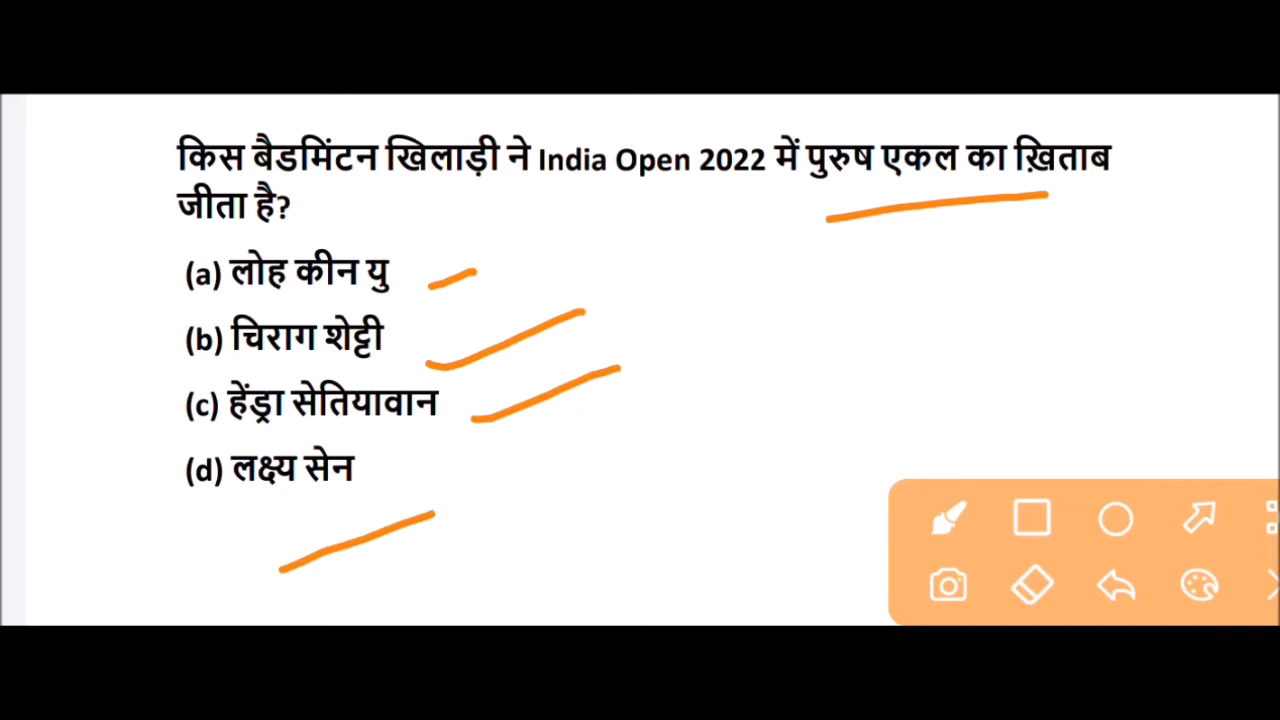 किस बैडमिंटन खिलाड़ी ने India Open 2022 में पुरुष एकल का ख़िताब
जीता है?
(a) लोह कीन यु
(b) चिराग शेट्टी
(c) हेंड्रा सेतियावान
(d) लक्ष्य सेन